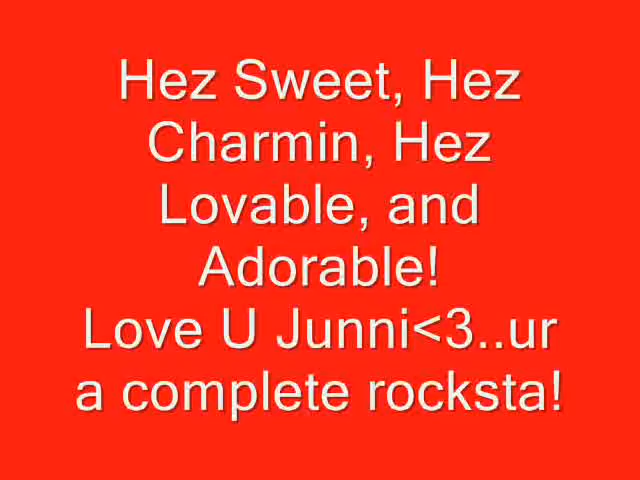 Hez Sweet, Hez
Charmin, Hez
Lovable, and
Adorable!
Love U Junni<3..ur
a complete rocksta!